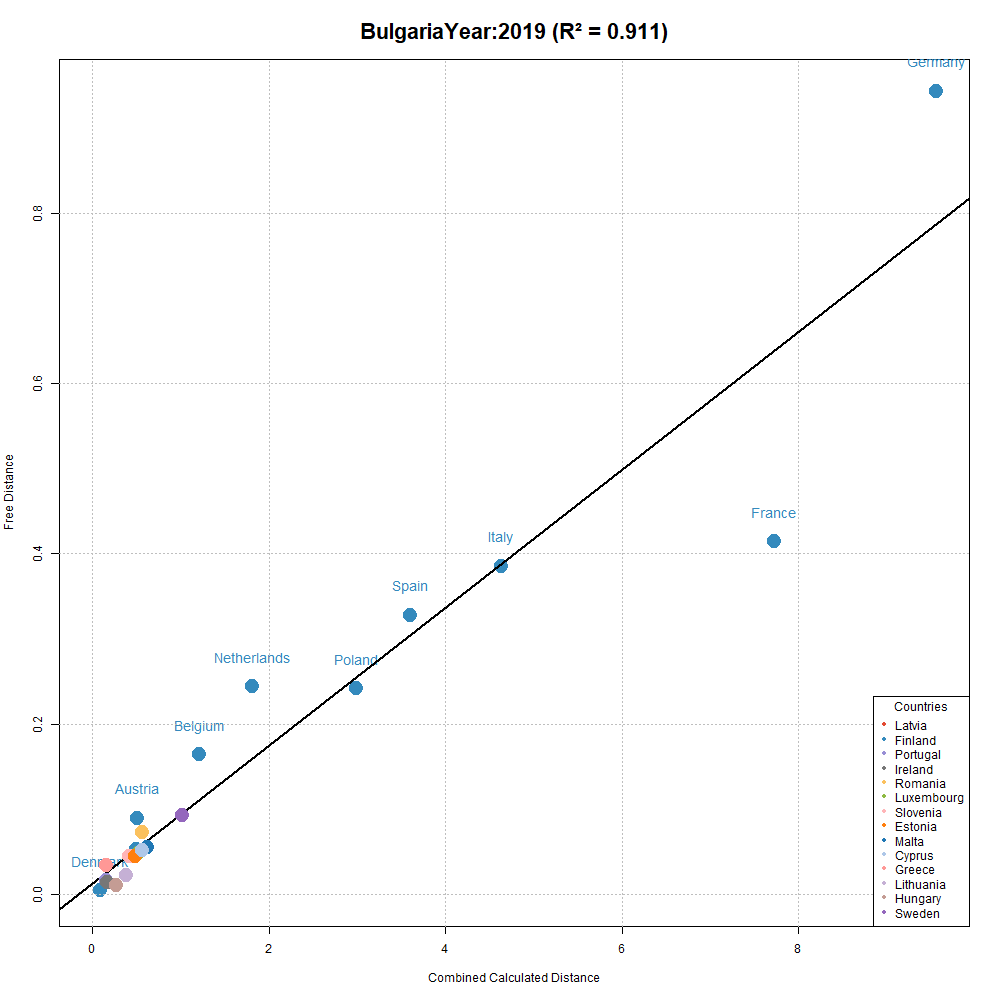 BulgariaYear:2019 (R² = 0.911)
Germany
France
Italy
Spain
Poland
Netherlands
Belgium
Austria
Denmark
Free Distance
0.0
0.2
0.4
0.6
0.8
0
2
4
6
8
Combined Calculated Distance
Countries
Latvia
Finland
Portugal
Ireland
Romania
Luxembourg
Slovenia
Estonia
Malta
Cyprus
Greece
Lithuania
Hungary
Sweden